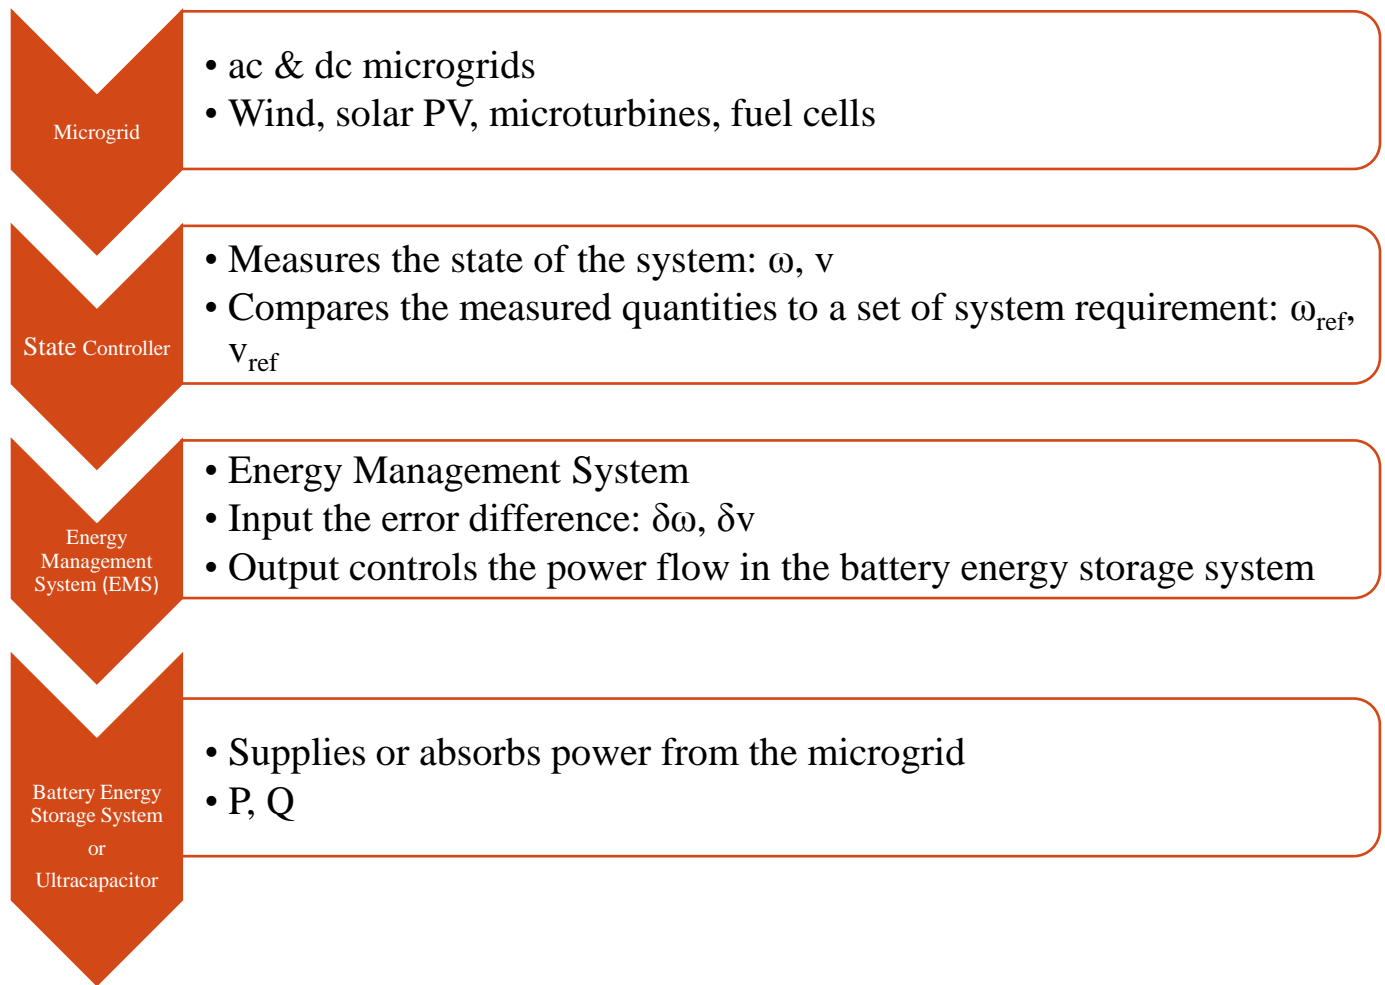 Microgrid
• ac & dc microgrids
• Wind, solar PV, microturbines, fuel cells
State Controller
• Measures the state of the system: ω, v
• Compares the measured quantities to a set of system requirement: ω_ref,
v_ref
Energy
Management
System (EMS)
• Energy Management System
• Input the error difference: δω, δv
• Output controls the power flow in the battery energy storage system
Battery Energy
Storage System
or
Ultracapacitor
• Supplies or absorbs power from the microgrid
• P, Q